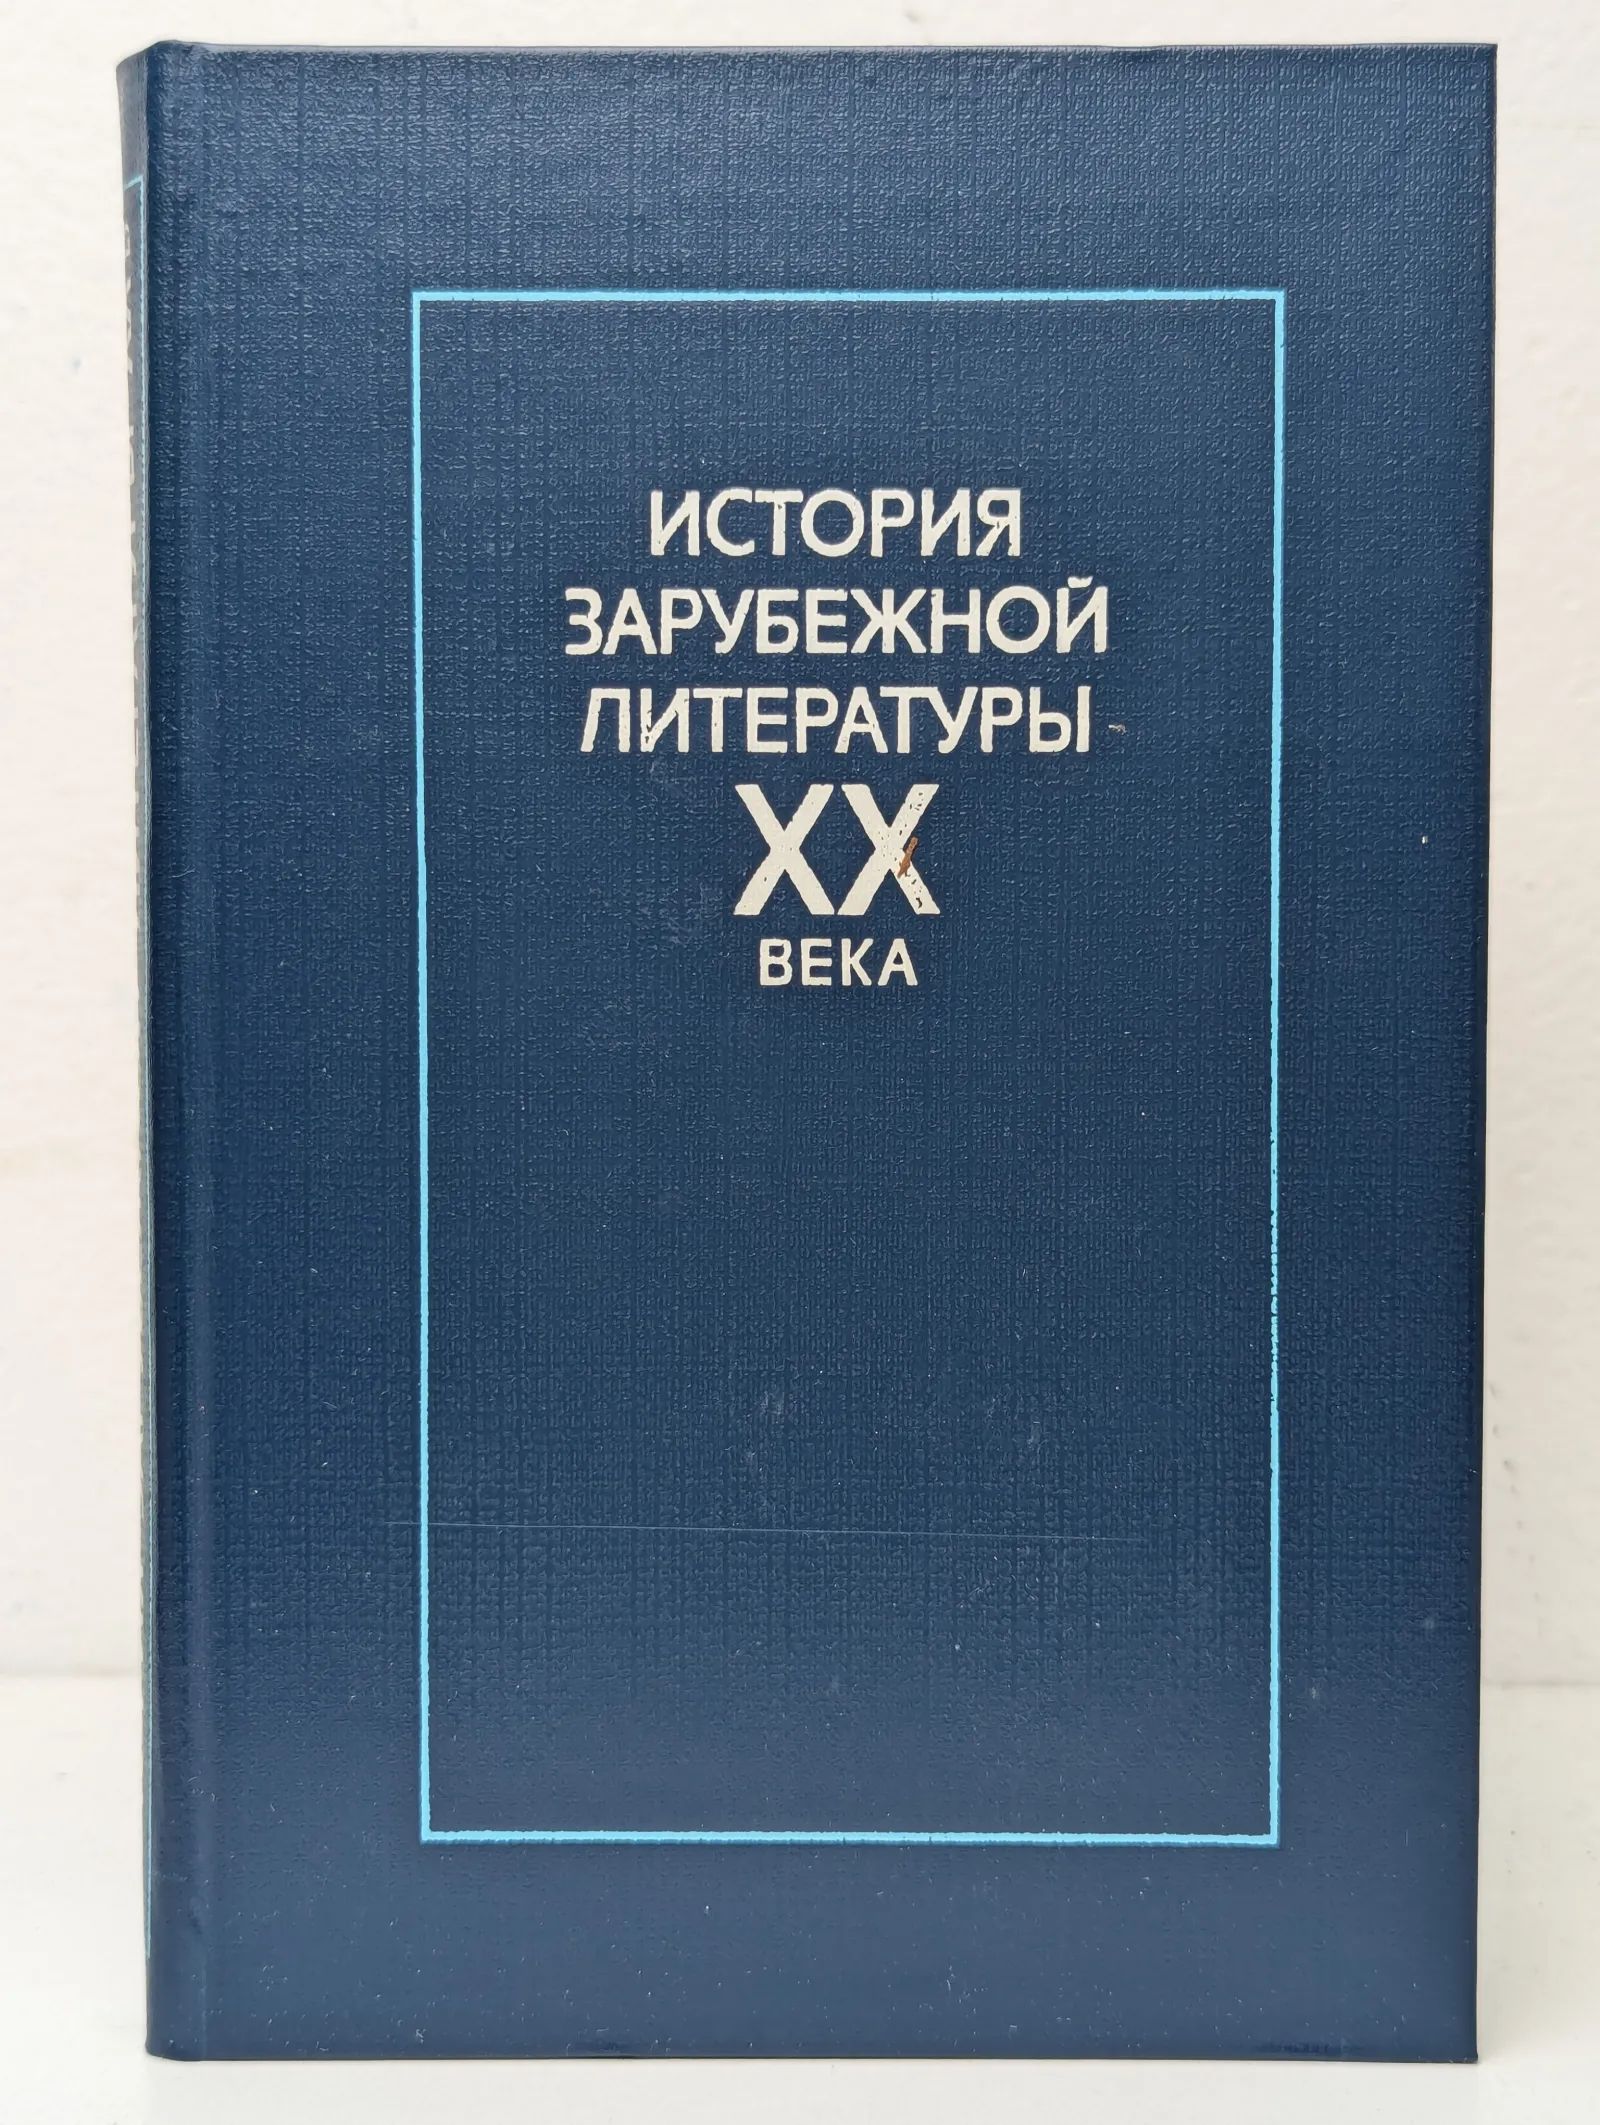 ИСТОРИЯ
ЗАРУБЕЖНОЙ
ЛИТЕРАТУРЫ
XX
ВЕКА